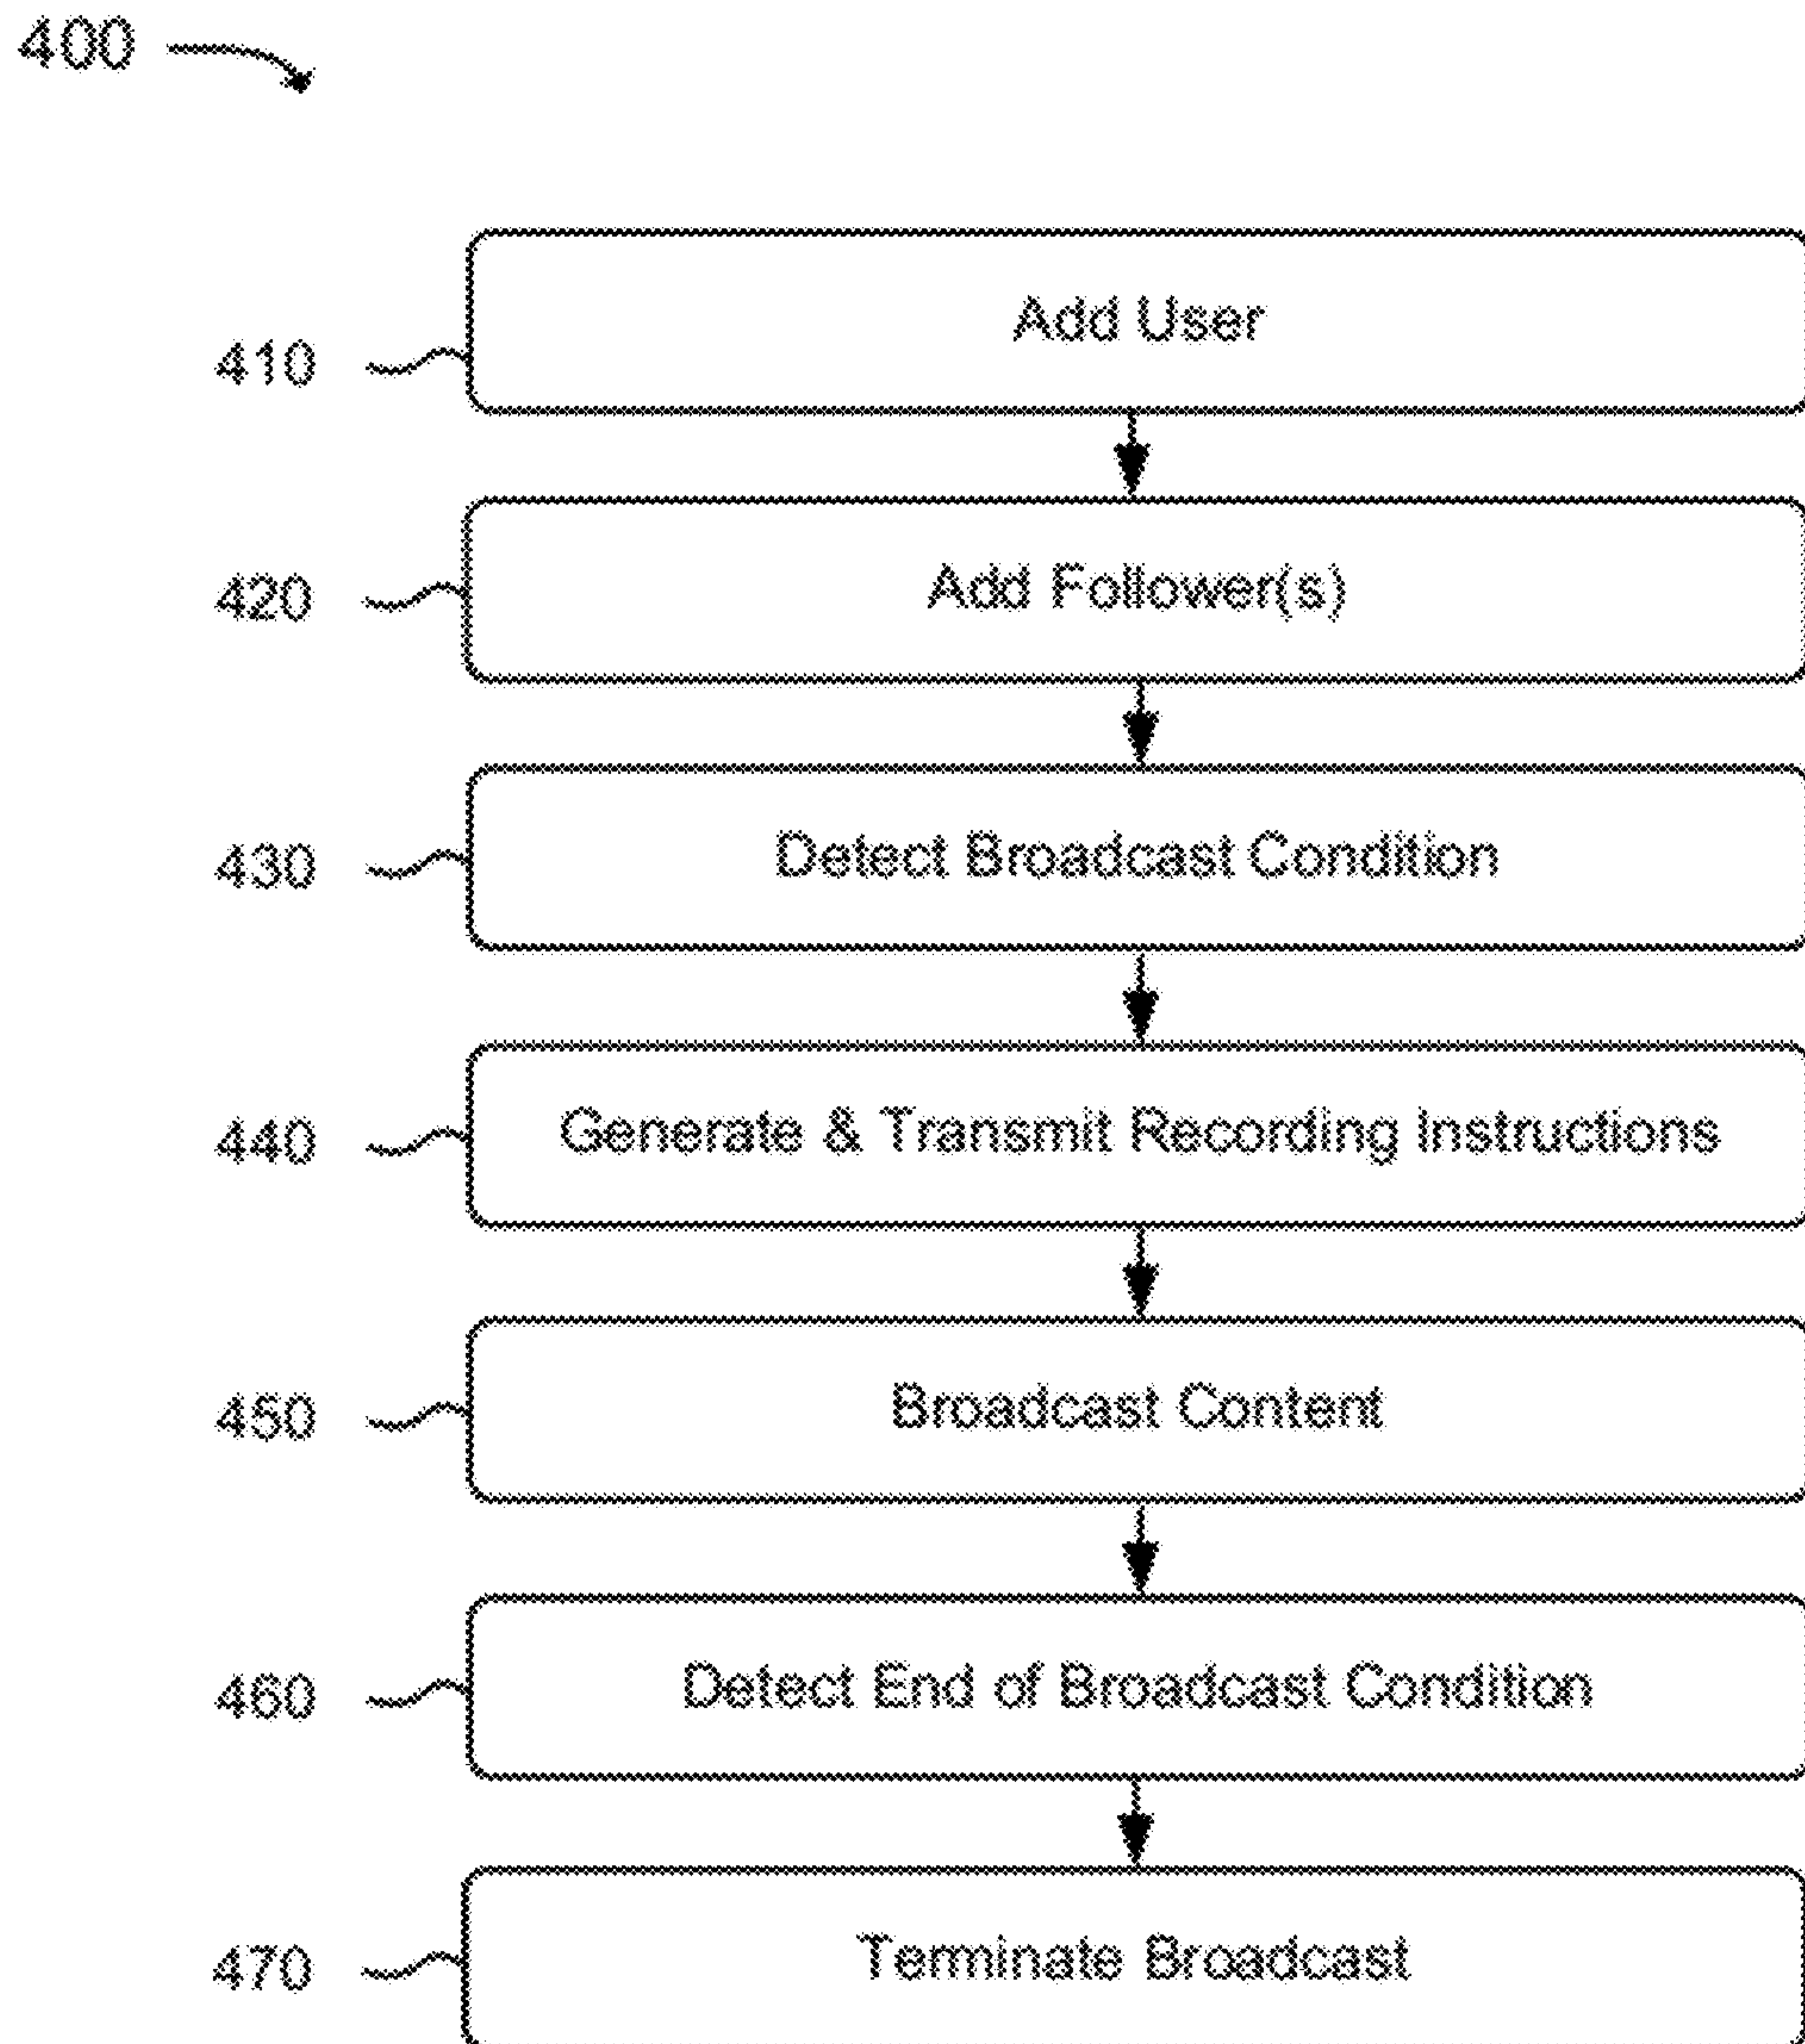 400
Add User
410
Add Follower(s)
420
Detect Broadcast Condition
430
Generate & Transmit Recording Instructions
440
Broadcast Content
450
Detect End of Broadcast Condition
460
Terminate Broadcast
470